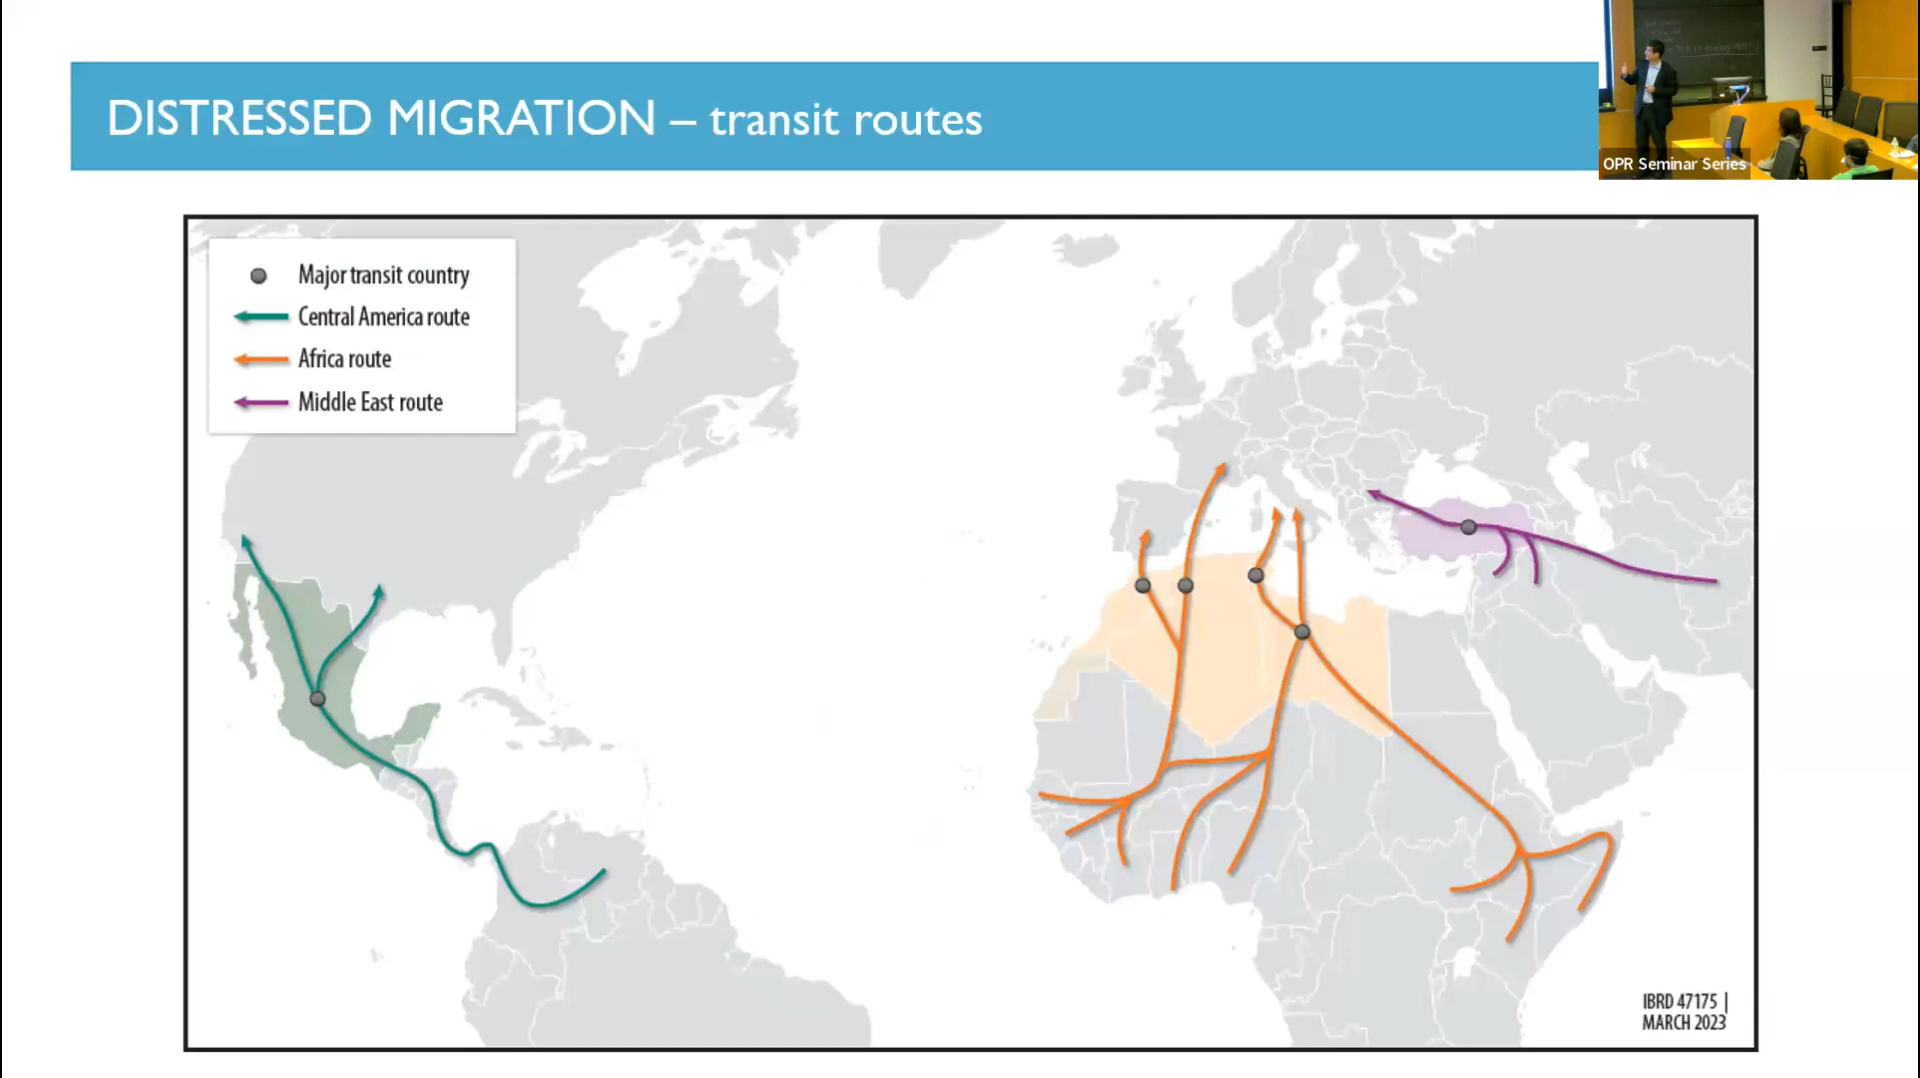 DISTRESSED MIGRATION – transit routes
OPR Seminar Series
Major transit country
Central America route
Africa route
Middle East route
IBRD 47175 |
MARCH 2023